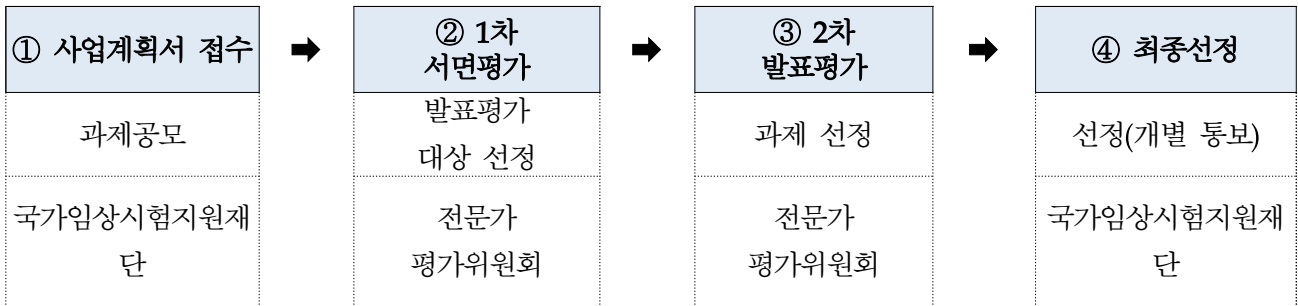 ① 사업계획서 접수
과제공모
국가임상시험지원재
단
② 1차
서면평가
발표평가
대상 선정
전문가
평가위원회
③ 2차
발표평가
과제 선정
전문가
평가위원회
④ 최종선정
선정(개별 통보)
국가임상시험지원재
단